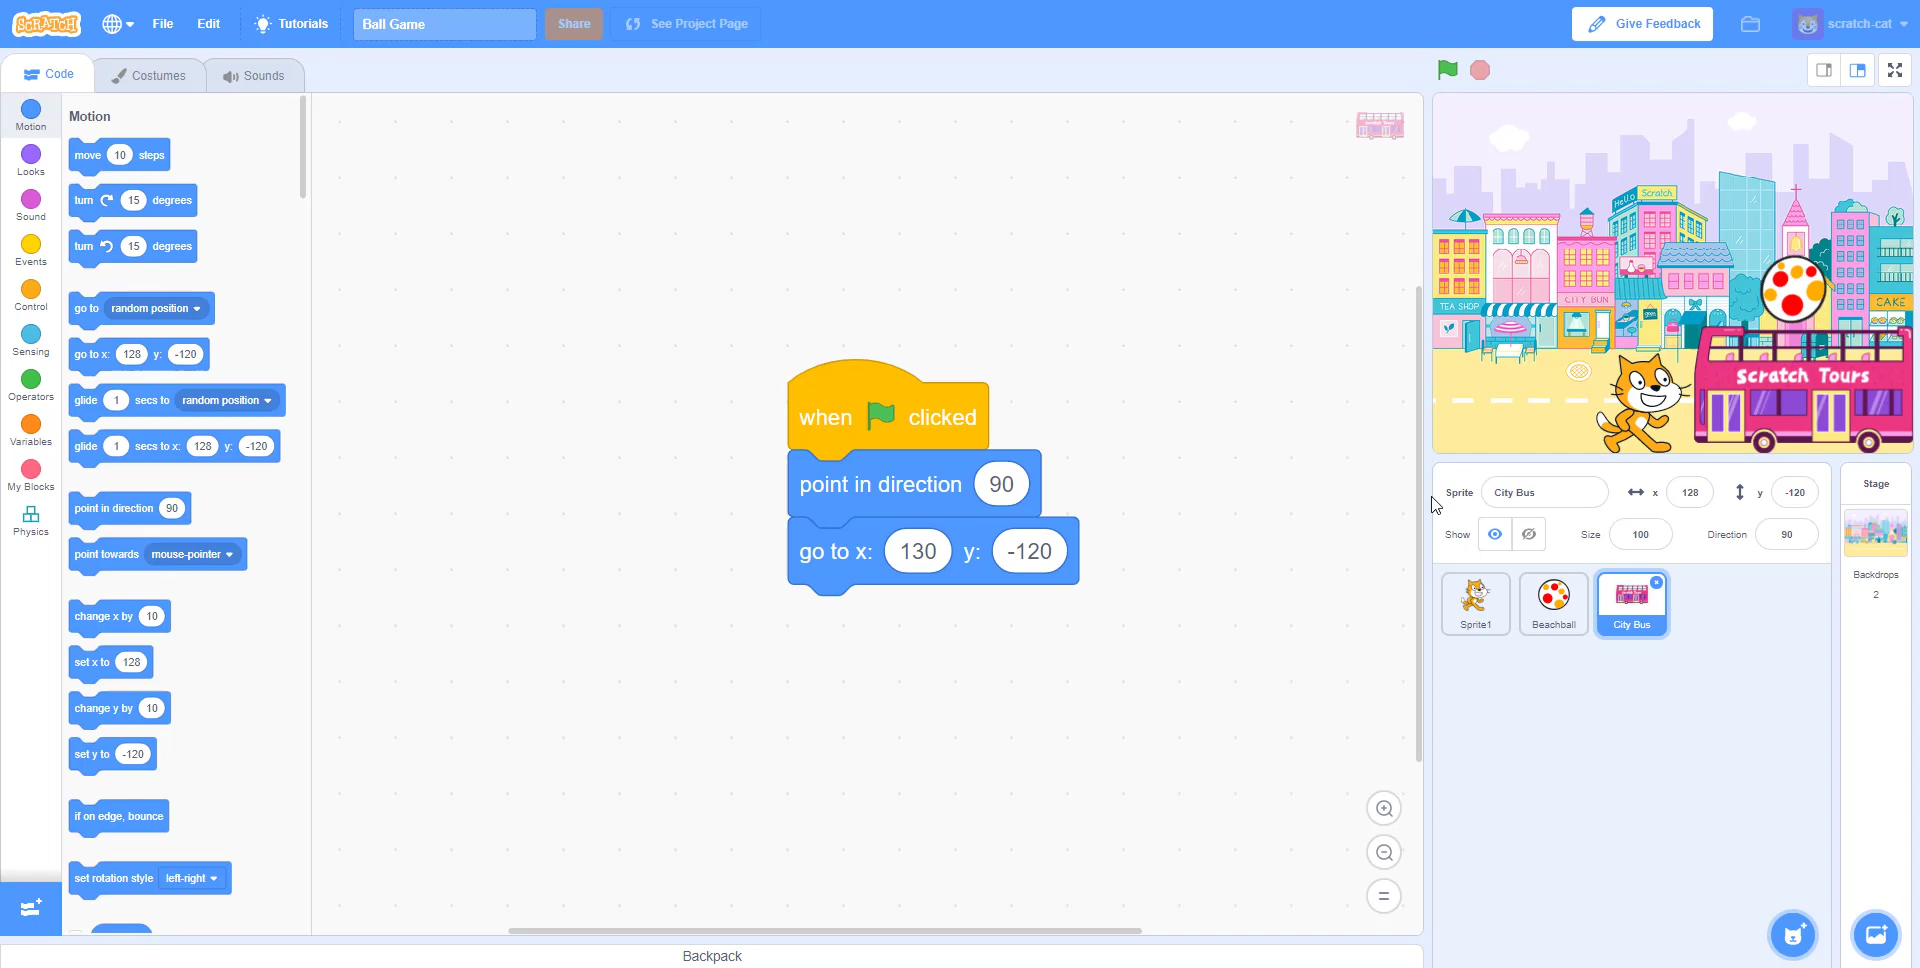 SCRATCH File Edit Tutorials Ball Game Share See Project Page Give Feedback scratch-cat
Code Costumes Sounds
Motion
Looks
Sound
Events
Control
Sensing
Operators
Variables
My Blocks
Physics
Motion
move 10 steps
turn 15 degrees
turn 15 degrees
go to random position
go to x: 128 y: -120
glide 1 secs to random position
glide 1 secs to x: 128 y: -120
point in direction 90
point towards mouse-pointer
change x by 10
set x to 128
change y by 10
set y to -120
if on edge, bounce
set rotation style left-right
when clicked
point in direction 90
go to x: 130 y: -120
Backpack
Hello Scratch
TEA SHOP
CITY BUN
CAKE
Scratch Tours
Sprite City Bus x 128 y -120
Show Size 100 Direction 90
Sprite1
Beachball
City Bus
Stage
Backdrops
2